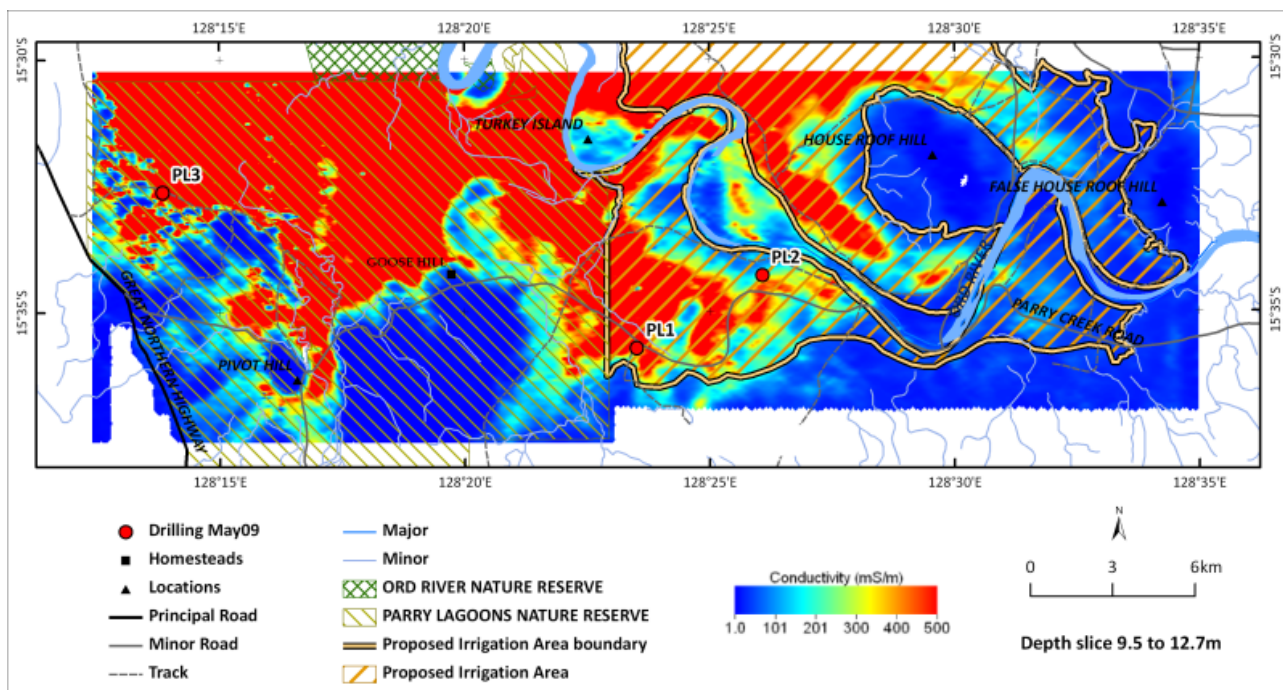 128°15'E 128°20'E 128°25'E 128°30'E 128°35'E
15°30'S 15°30'S
TURKEY ISLAND
HOUSE ROOF HILL
PL3
FALSE HOUSE ROOF HILL
GOOSE HILL
PL2
ORD RIVER
GREAT NORTHERN HIGHWAY
15°35'S 15°35'S
PARRY CREEK ROAD
PL1
PIVOT HILL
128°15'E 128°20'E 128°25'E 128°30'E 128°35'E
Drilling May09
Homesteads
Locations
Principal Road
Minor Road
Track
Major
Minor
ORD RIVER NATURE RESERVE
PARRY LAGOONS NATURE RESERVE
Proposed Irrigation Area boundary
Proposed Irrigation Area
Conductivity (mS/m)
1.0 101 201 300 400 500
N
0 3 6km
Depth slice 9.5 to 12.7m